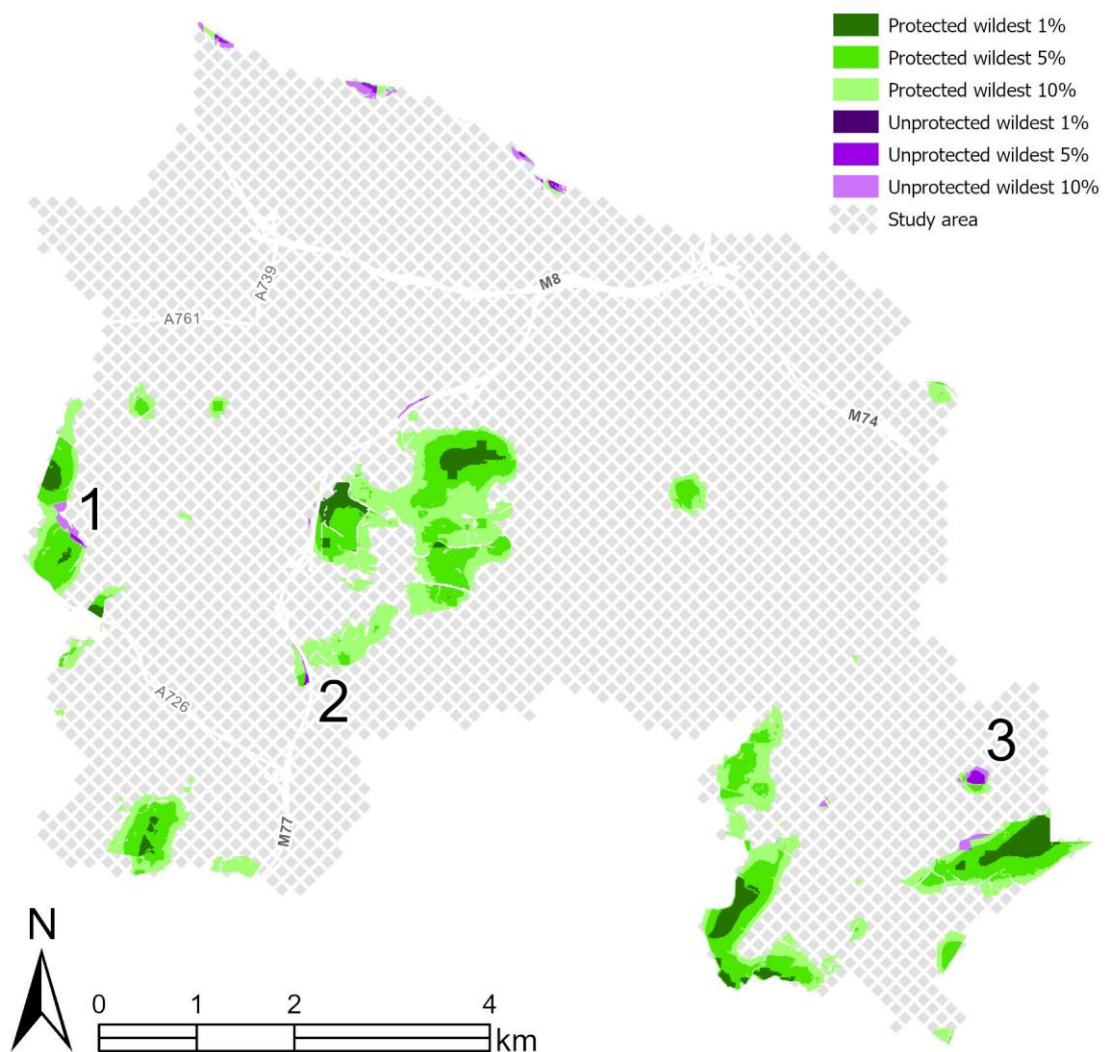 Protected wildest 1%
Protected wildest 5%
Protected wildest 10%
Unprotected wildest 1%
Unprotected wildest 5%
Unprotected wildest 10%
Study area
A739
M8
A761
M74
1
2
A726
3
M77
N
0 1 2 4
km